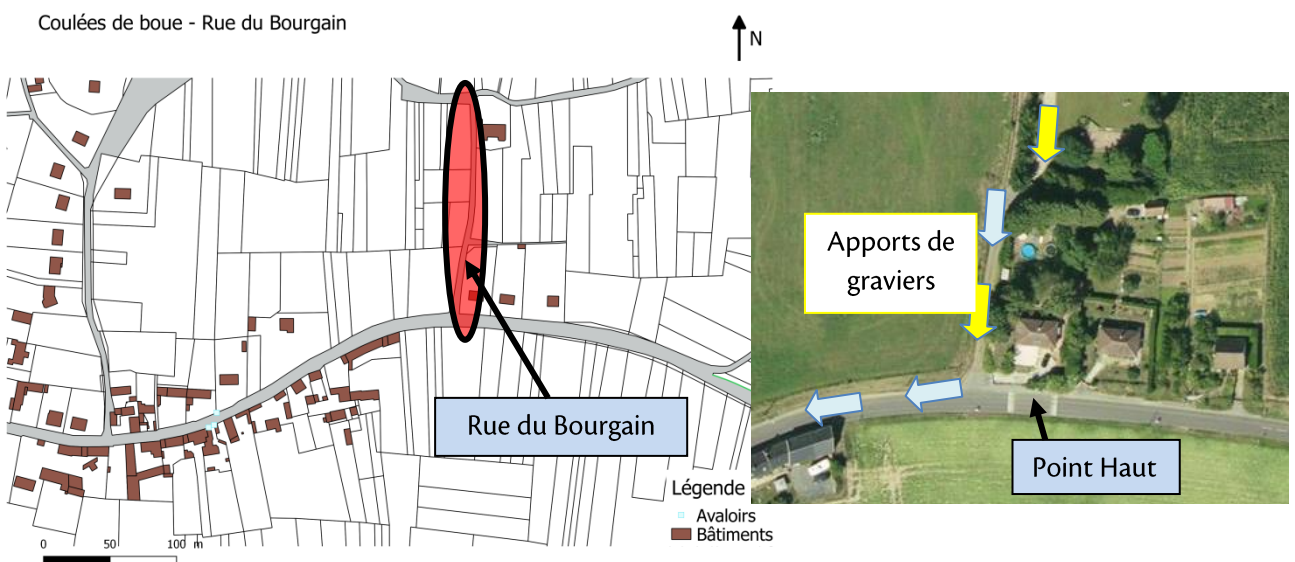 Coulées de boue - Rue du Bourgain
N
Apports de
graviers
Rue du Bourgain
Point Haut
Légende
Avaloirs
Bâtiments
0 50 100 m